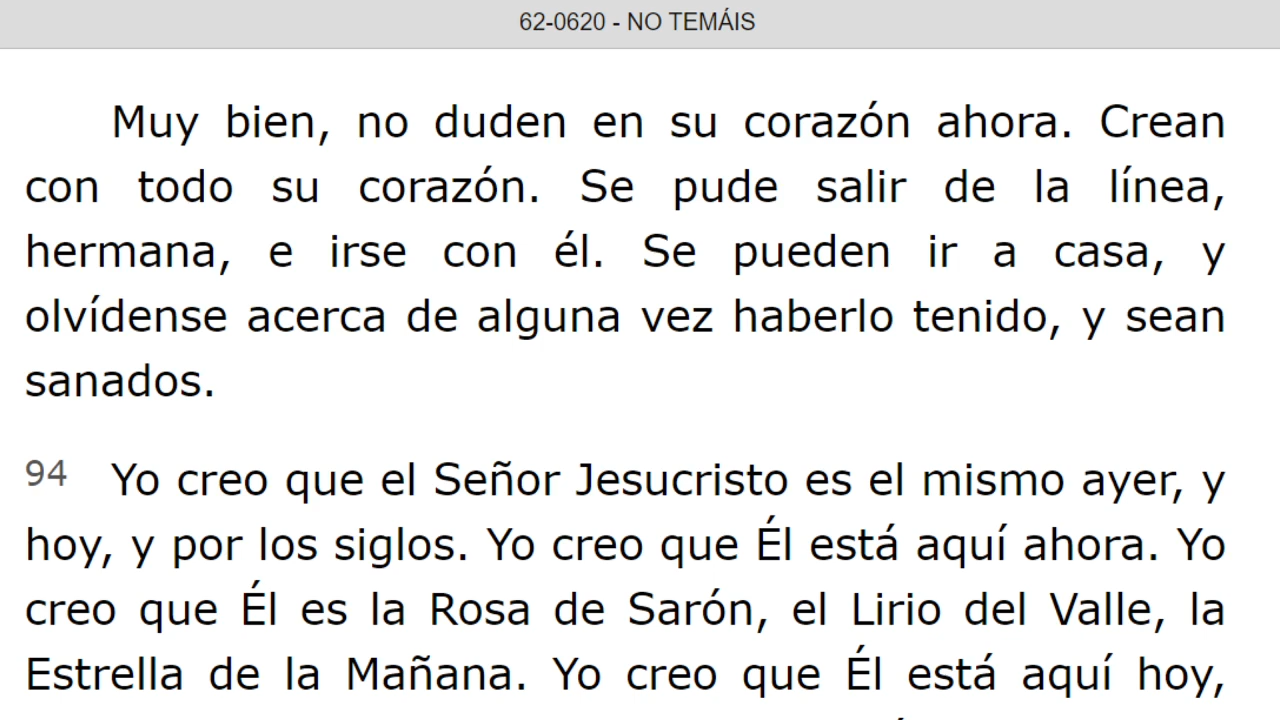 62-0620 - NO TEMÁIS
Muy bien, no duden en su corazón ahora. Crean
con todo su corazón. Se pude salir de la línea,
hermana, e irse con él. Se pueden ir a casa, y
olvídense acerca de alguna vez haberlo tenido, y sean
sanados.
94 Yo creo que el Señor Jesucristo es el mismo ayer, y
hoy, y por los siglos. Yo creo que Él está aquí ahora. Yo
creo que Él es la Rosa de Sarón, el Lirio del Valle, la
Estrella de la Mañana. Yo creo que Él está aquí hoy,